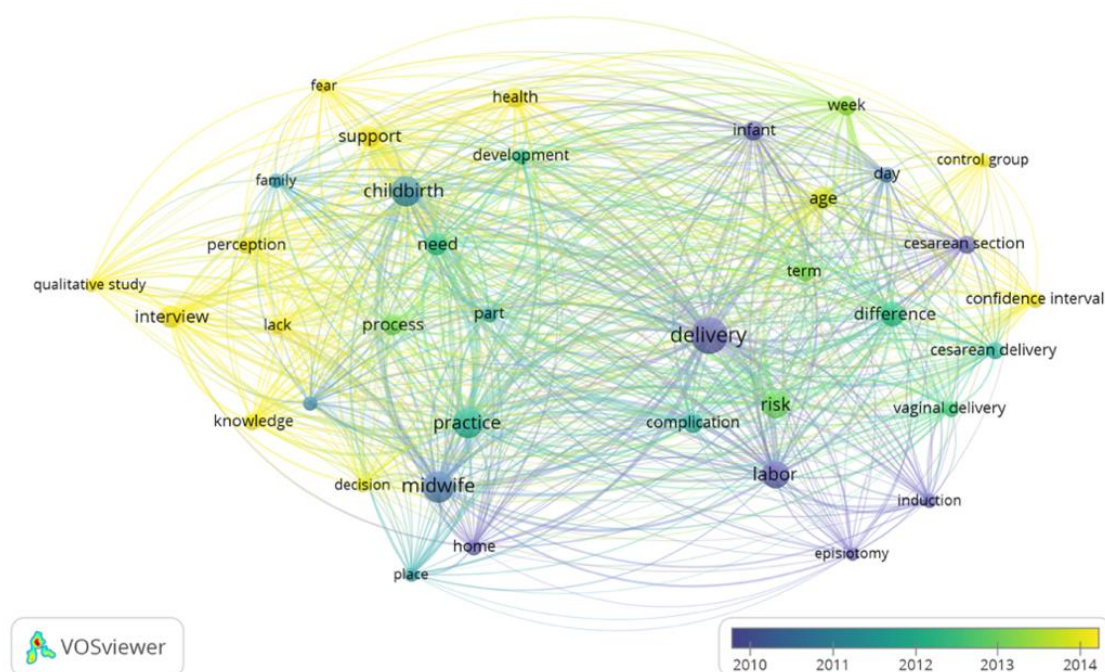 fear
health
week
support
infant
development
control group
family
day
childbirth
age
perception
need
cesarean section
term
qualitative study
confidence interval
interview
lack
process
part
difference
delivery
cesarean delivery
risk
vaginal delivery
knowledge
practice
complication
decision
midwife
labor
induction
home
episiotomy
place
VOSviewer
2010 2011 2012 2013 2014